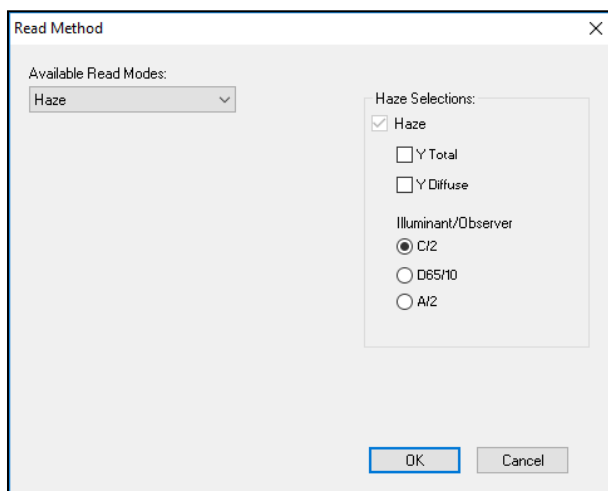 Read Method
Available Read Modes:
Haze
Haze Selections:
Haze
Y Total
Y Diffuse
Illuminant/Observer
C/2
D65/10
A/2
OK
Cancel